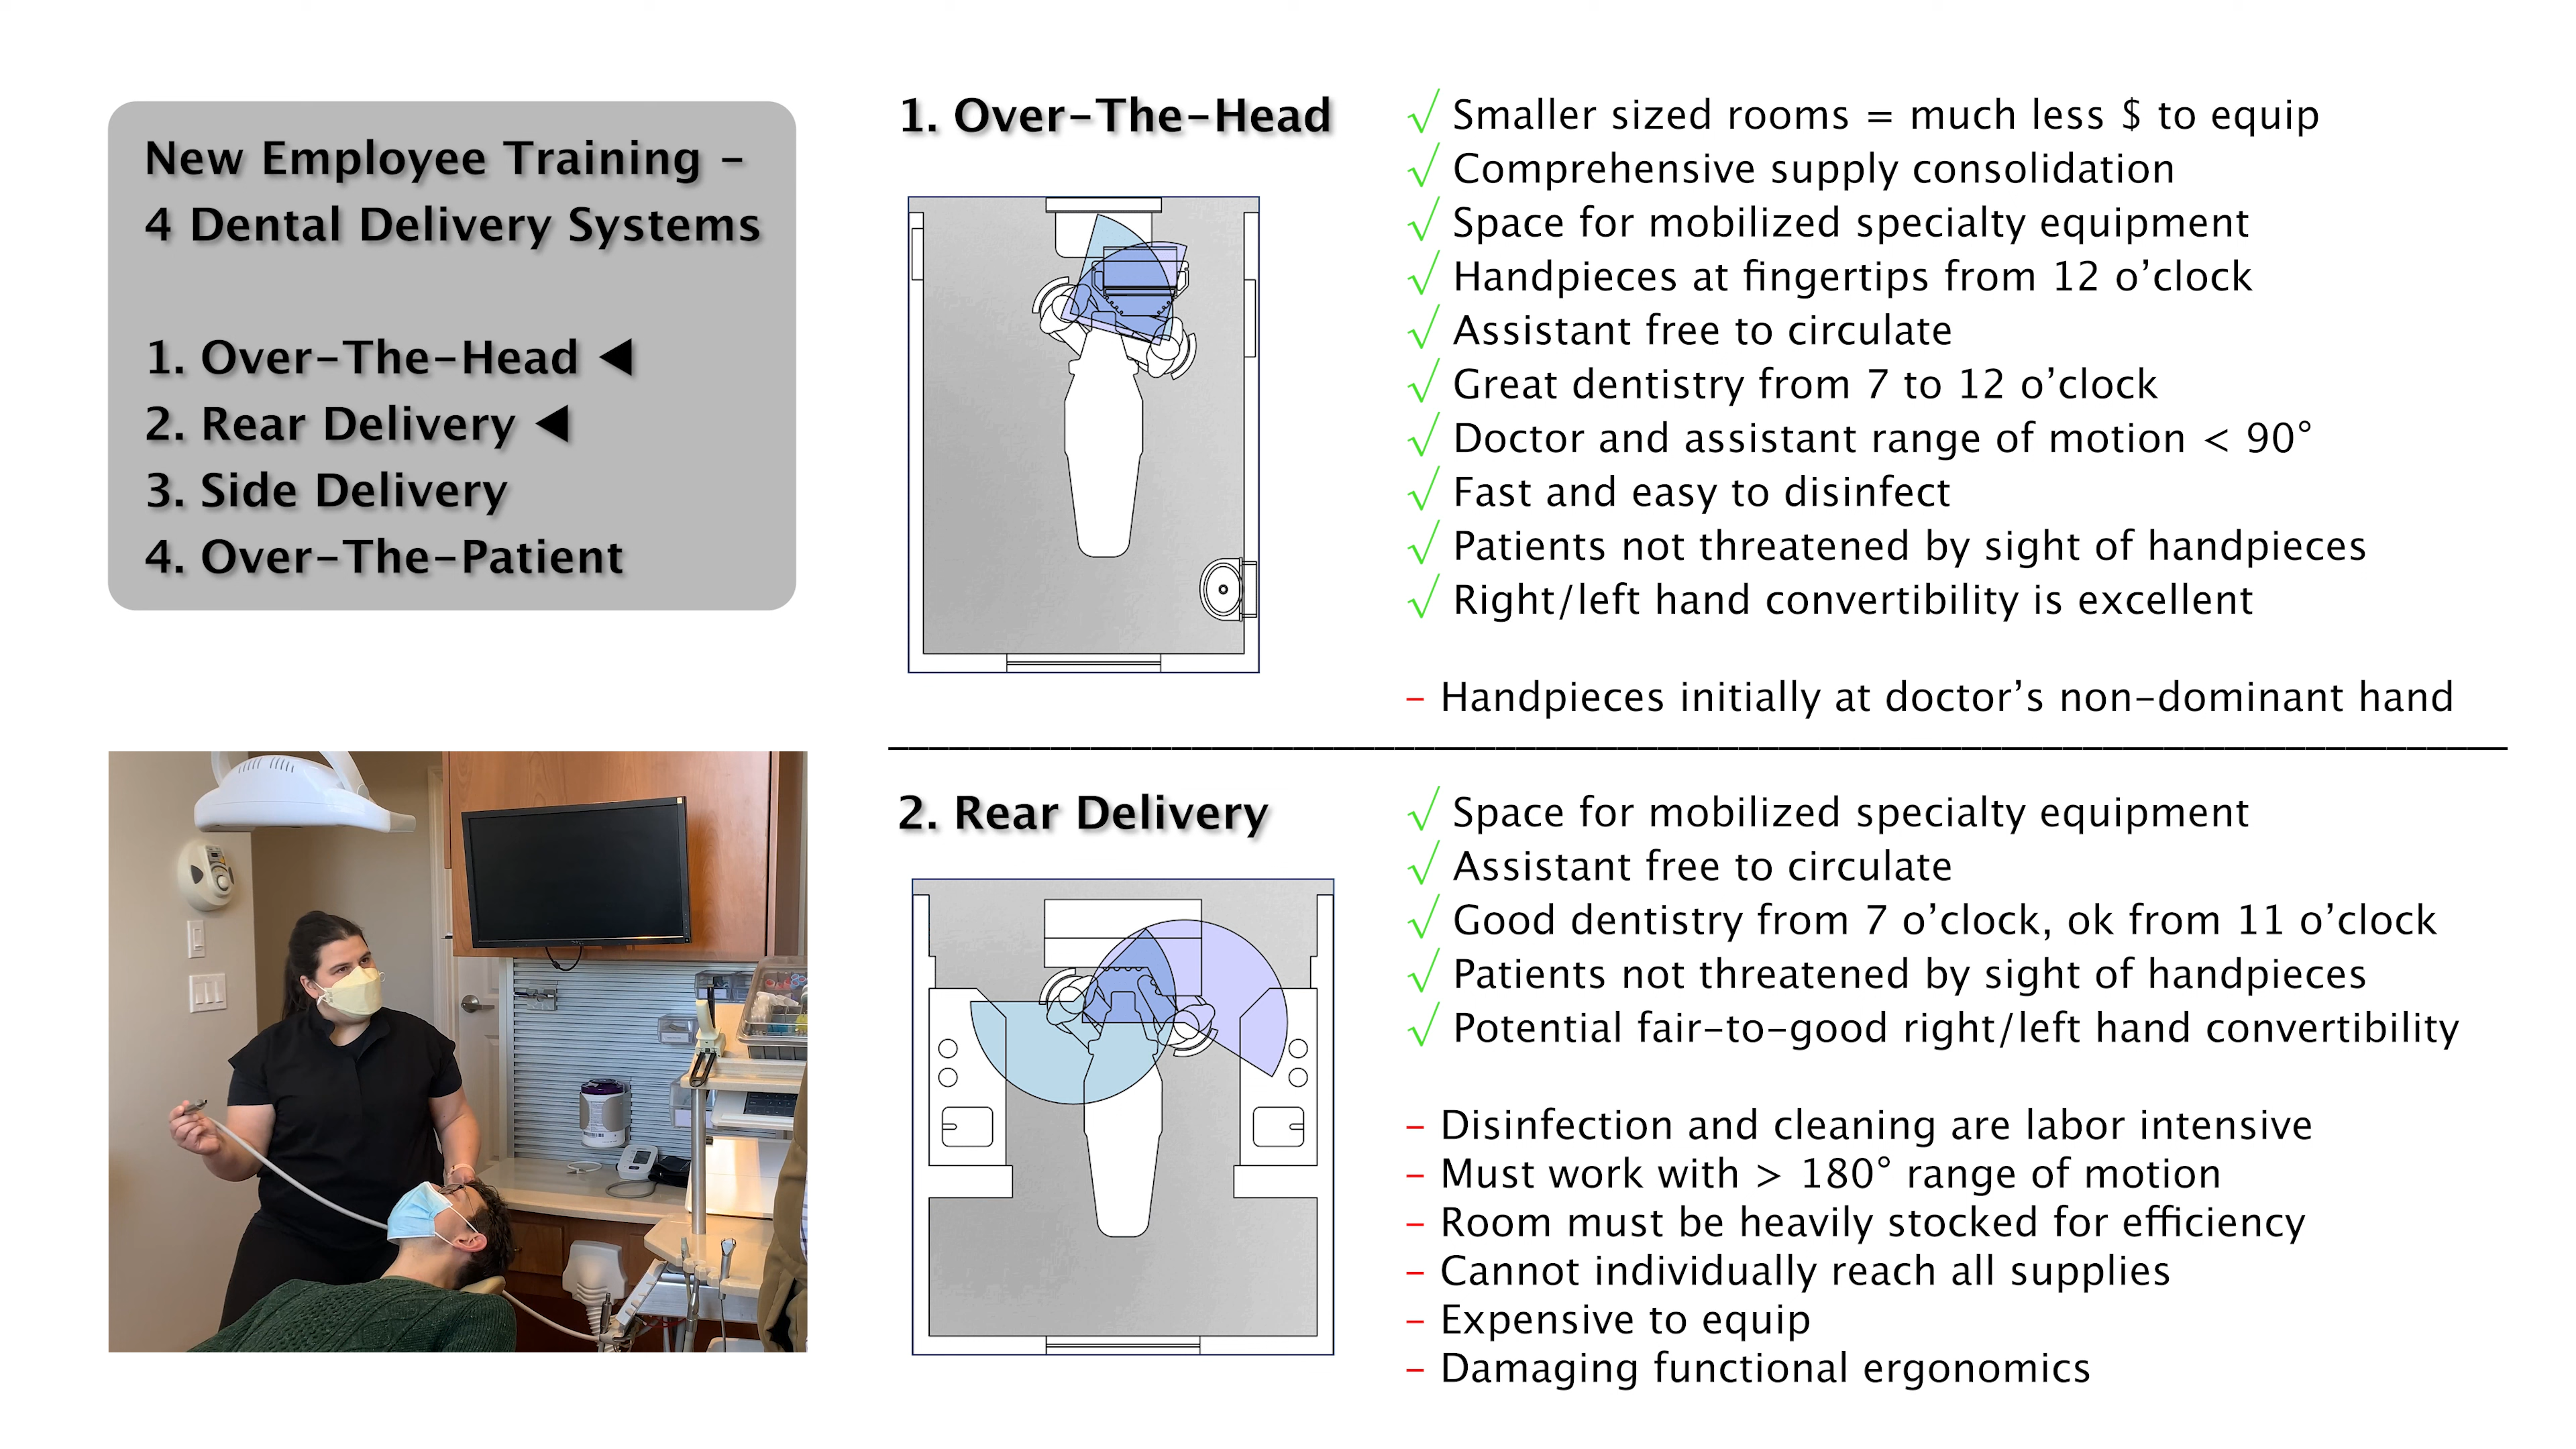 New Employee Training -
4 Dental Delivery Systems
1. Over-The-Head ◀
2. Rear Delivery ◀
3. Side Delivery
4. Over-The-Patient
1. Over-The-Head
√ Smaller sized rooms = much less $ to equip
√ Comprehensive supply consolidation
√ Space for mobilized specialty equipment
√ Handpieces at fingertips from 12 o’clock
√ Assistant free to circulate
√ Great dentistry from 7 to 12 o’clock
√ Doctor and assistant range of motion < 90°
√ Fast and easy to disinfect
√ Patients not threatened by sight of handpieces
√ Right/left hand convertibility is excellent
- Handpieces initially at doctor’s non-dominant hand
2. Rear Delivery
√ Space for mobilized specialty equipment
√ Assistant free to circulate
√ Good dentistry from 7 o’clock, ok from 11 o’clock
√ Patients not threatened by sight of handpieces
√ Potential fair-to-good right/left hand convertibility
- Disinfection and cleaning are labor intensive
- Must work with > 180° range of motion
- Room must be heavily stocked for efficiency
- Cannot individually reach all supplies
- Expensive to equip
- Damaging functional ergonomics